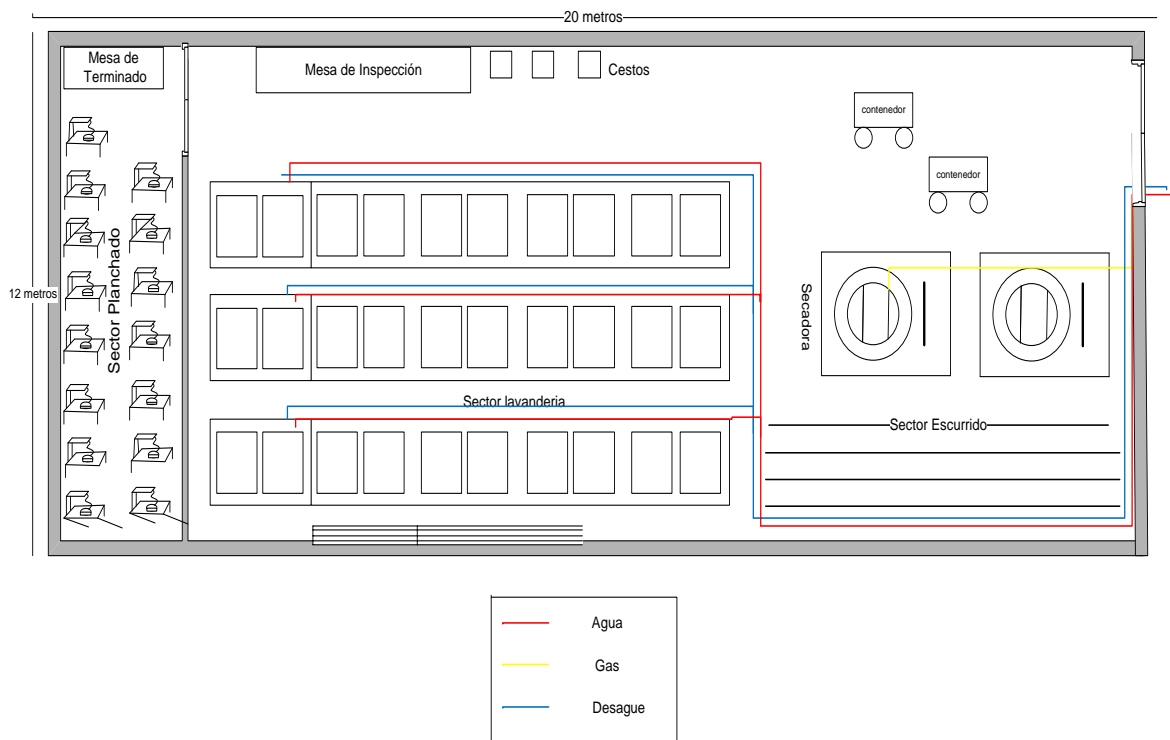 20 metros
Mesa de
Terminado
Mesa de Inspección
Cestos
contenedor
contenedor
12 metros
Sector Planchado
Secadora
Sector lavanderia
Sector Escurrido
Agua
Gas
Desague